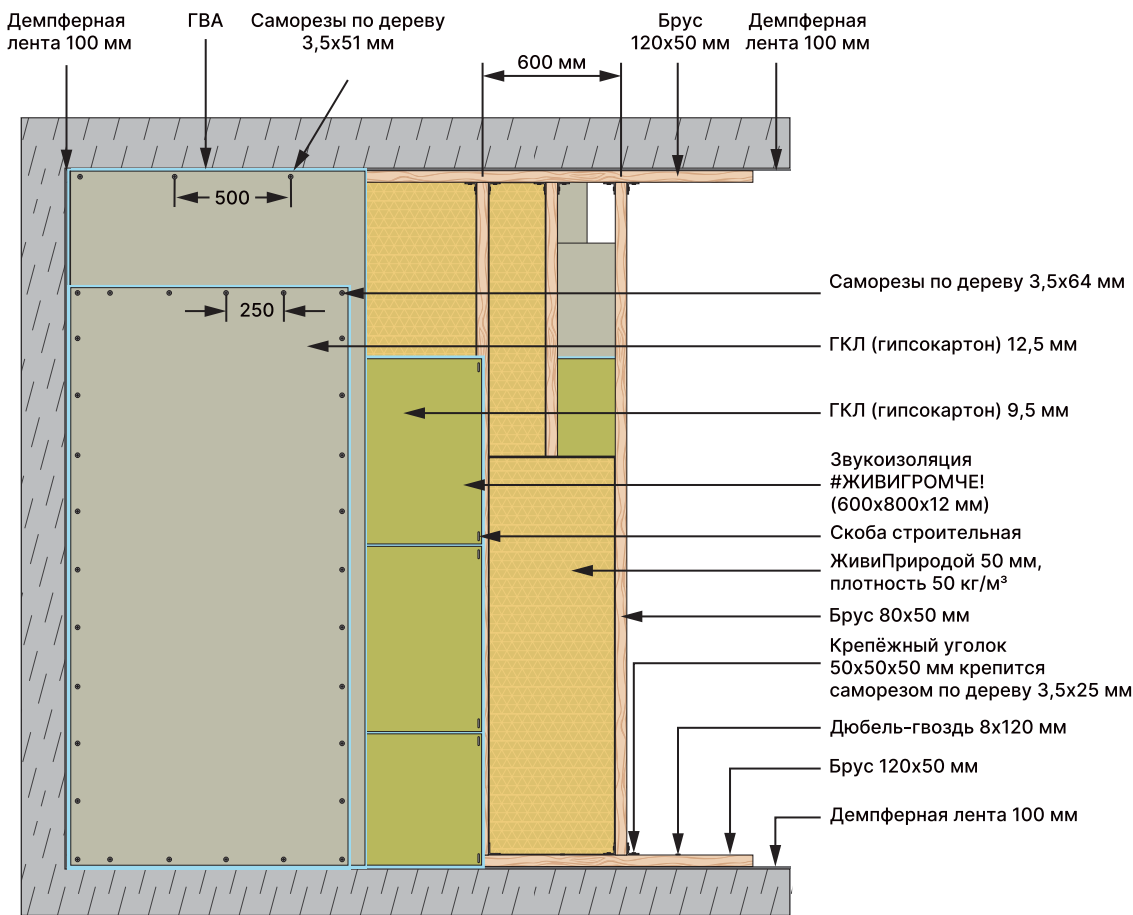 Демпферная
лента 100 мм
ГВА
Саморезы по дереву
3,5x51 мм
Брус
120x50 мм
Демпферная
лента 100 мм
600 мм
500
250
Саморезы по дереву 3,5x64 мм
ГКЛ (гипсокартон) 12,5 мм
ГКЛ (гипсокартон) 9,5 мм
Звукоизоляция
#ЖИВИГРОМЧЕ!
(600x800x12 мм)
Скоба строительная
ЖивиПриродой 50 мм,
плотность 50 кг/м³
Брус 80x50 мм
Крепёжный уголок
50x50x50 мм крепится
саморезом по дереву 3,5x25 мм
Дюбель-гвоздь 8x120 мм
Брус 120x50 мм
Демпферная лента 100 мм